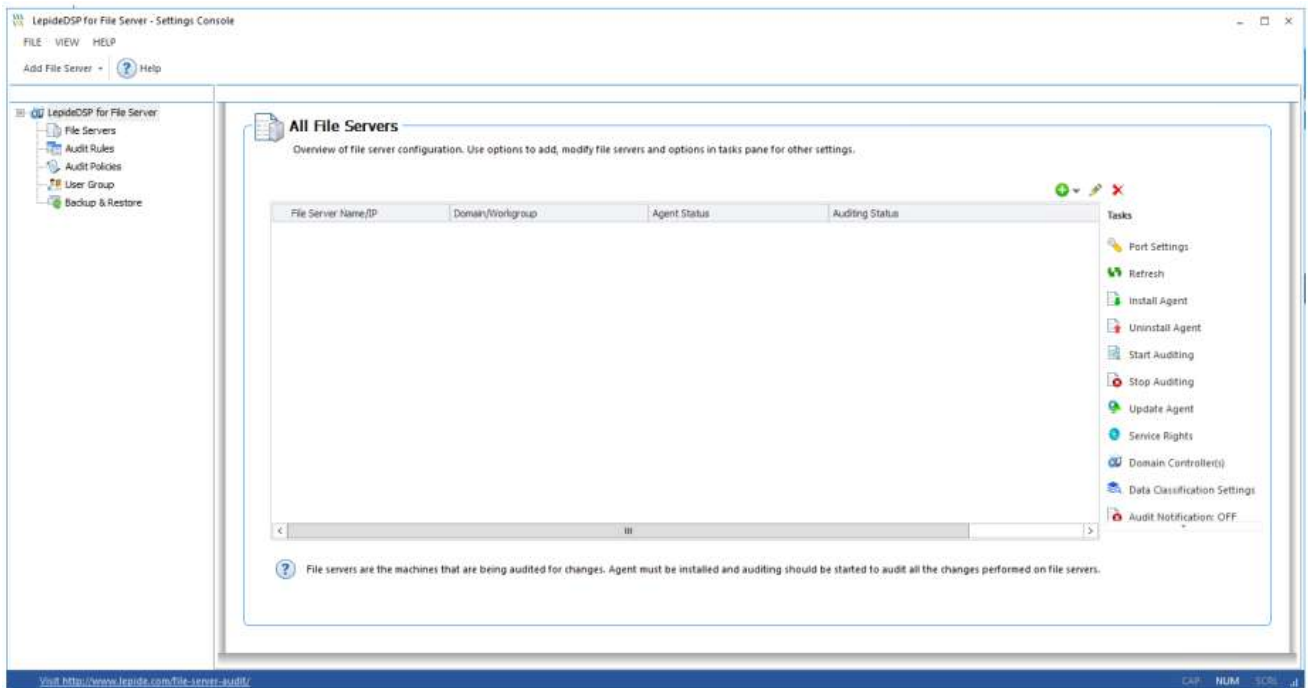 LepideDSP for File Server - Settings Console
FILE VIEW HELP
Add File Server Help
LepideDSP for File Server
File Servers
Audit Rules
Audit Policies
User Group
Backup & Restore
All File Servers
Overview of file server configuration. Use options to add, modify file servers and options in tasks pane for other settings.
File Server Name/IP Domain/Workgroup Agent Status Auditing Status
Tasks
Port Settings
Refresh
Install Agent
Uninstall Agent
Start Auditing
Stop Auditing
Update Agent
Service Rights
Domain Controller(s)
Data Classification Settings
Audit Notification: OFF
File servers are the machines that are being audited for changes. Agent must be installed and auditing should be started to audit all the changes performed on file servers.
Visit http://www.lepide.com/file-server-audit/ CAP NUM SCRL